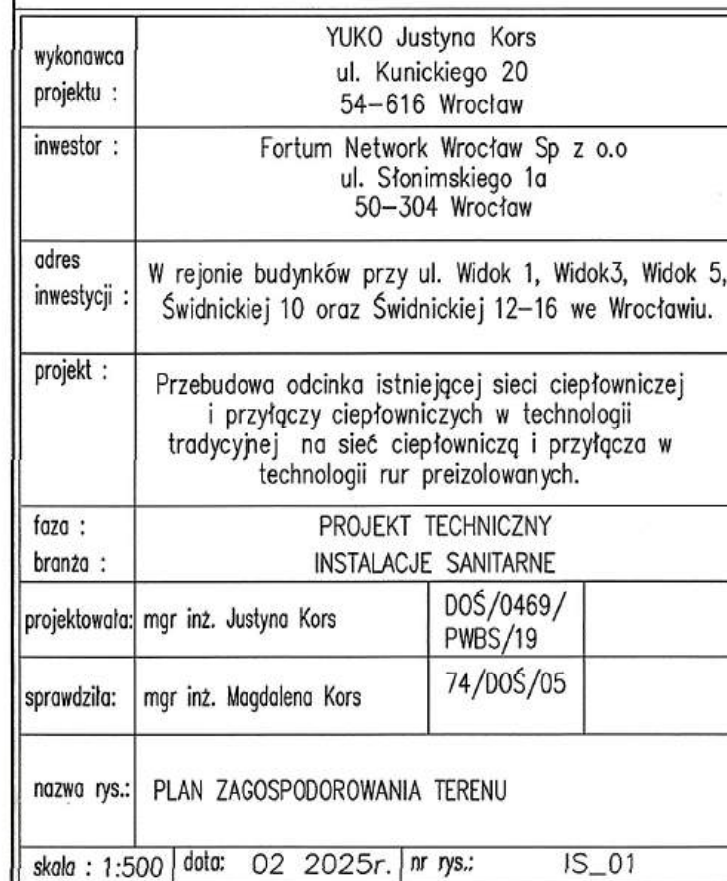 wykonawca
projektu :
YUKO Justyna Kors
ul. Kunickiego 20
54-616 Wrocław
inwestor :
Fortum Network Wrocław Sp z o.o
ul. Słonimskiego 1a
50-304 Wrocław
adres
inwestycji :
W rejonie budynków przy ul. Widok 1, Widok3, Widok 5,
Świdnickiej 10 oraz Świdnickiej 12-16 we Wrocławiu.
projekt :
Przebudowa odcinka istniejącej sieci ciepłowniczej
i przyłączy ciepłowniczych w technologii
tradycyjnej na sieć ciepłowniczą i przyłącza w
technologii rur preizolowanych.
faza : PROJEKT TECHNICZNY
branża : INSTALACJE SANITARNE
projektowała: mgr inż. Justyna Kors
DOŚ/0469/
PWBS/19
sprawdziła: mgr inż. Magdalena Kors 74/DOŚ/05
nazwa rys.: PLAN ZAGOSPODOROWANIA TERENU
skala : 1:500 data: 02 2025r. nr rys.: IS_01